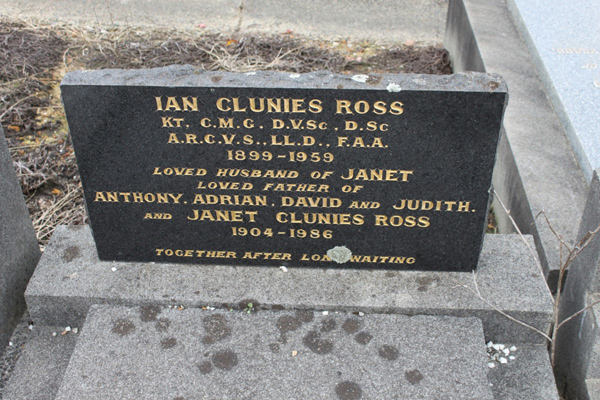 IAN CLUNIES ROSS
KT. C.M.G. D.V.Sc. D.Sc
A.R.C.V.S., LL.D., F.A.A.
1899-1959
LOVED HUSBAND OF JANET
LOVED FATHER OF
ANTHONY, ADRIAN, DAVID AND JUDITH.
AND JANET CLUNIES ROSS
1904-1986
TOGETHER AFTER LONG WAITING